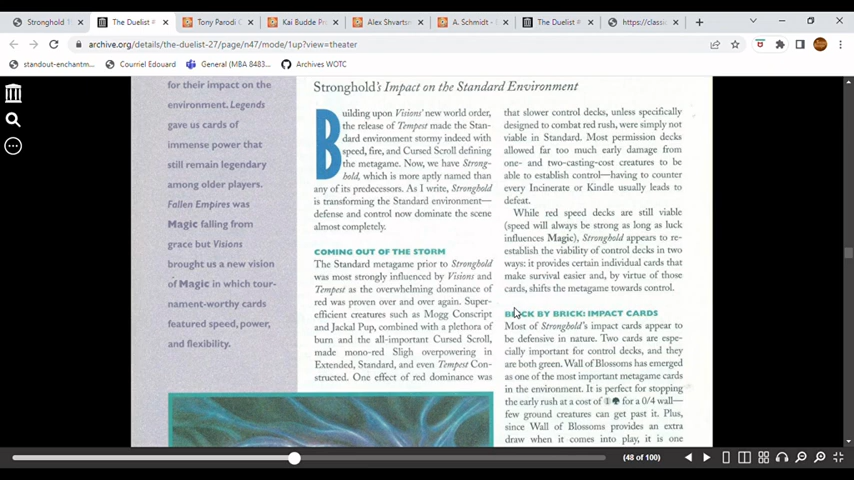 Stronghold 1
The Duelist #
Tony Parodi C
Kai Budde Pro
Alex Shvartsm
A. Schmidt -
The Duelist #
https://classi
archive.org/details/the-duelist-27/page/n47/mode/1up?view=theater
standout-enchantm...
Courriel Edouard
General (MBA 8483...
Archives WOTC
for their impact on the
environment. Legends
gave us cards of
immense power that
still remain legendary
among older players.
Fallen Empires was
Magic falling from
grace but Visions
brought us a new vision
of Magic in which tour-
nament-worthy cards
featured speed, power,
and flexibility.
Stronghold's Impact on the Standard Environment
Building upon Visions' new world order,
the release of Tempest made the Stan-
dard environment stormy indeed with
speed, fire, and Cursed Scroll defining
the metagame. Now, we have Strong-
hold, which is more aptly named than
any of its predecessors. As I write, Stronghold
is transforming the Standard environment—
defense and control now dominate the scene
almost completely.
COMING OUT OF THE STORM
The Standard metagame prior to Stronghold
was most strongly influenced by Visions and
Tempest as the overwhelming dominance of
red was proven over and over again. Super-
efficient creatures such as Mogg Conscript
and Jackal Pup, combined with a plethora of
burn and the all-important Cursed Scroll,
made mono-red Sligh overpowering in
Extended, Standard, and even Tempest Con-
structed. One effect of red dominance was
that slower control decks, unless specifically
designed to combat red rush, were simply not
viable in Standard. Most permission decks
allowed far too much early damage from
one- and two-casting-cost creatures to be
able to establish control—having to counter
every Incinerate or Kindle usually leads to
defeat.
While red speed decks are still viable
(speed will always be strong as long as luck
influences Magic), Stronghold appears to re-
establish the viability of control decks in two
ways: it provides certain individual cards that
make survival easier and, by virtue of those
cards, shifts the metagame towards control.
BRICK BY BRICK: IMPACT CARDS
Most of Stronghold's impact cards appear to
be defensive in nature. Two cards are espe-
cially important for control decks, and they
are both green. Wall of Blossoms has emerged
as one of the most important metagame cards
in the environment. It is perfect for stopping
the early rush at a cost of 1 for a 0/4 wall—
few ground creatures can get past it. Plus,
since Wall of Blossoms provides an extra
draw when it comes into play, it is one
(48 of 100)